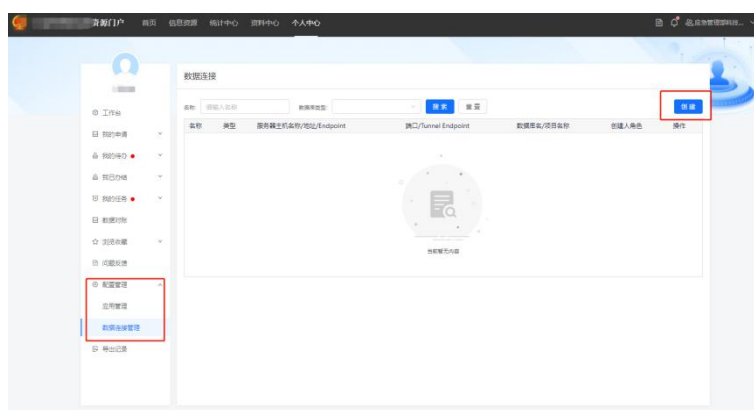 资源门户 首页 信息资源 统计中心 资料中心 个人中心
数据连接
名称: 请输入名称 数据库类型: 搜索 重置 创建
名称 类型 服务器主机名称/地址/Endpoint 端口/Tunnel Endpoint 数据库名/项目名称 创建人角色 操作
当前暂无内容
工作台
我的申请
我的待办
我已办结
我的任务
数据对账
浏览收藏
问题反馈
配置管理
应用管理
数据连接管理
导出记录